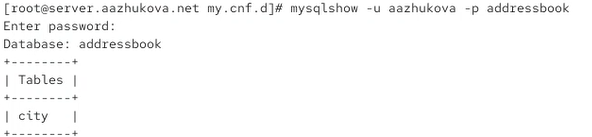 [root@server.aazhukova.net my.cnf.d]# mysqlshow -u aazhukova -p addressbook
Enter password:
Database: addressbook
+--------+
| Tables |
+--------+
| city   |
+--------+